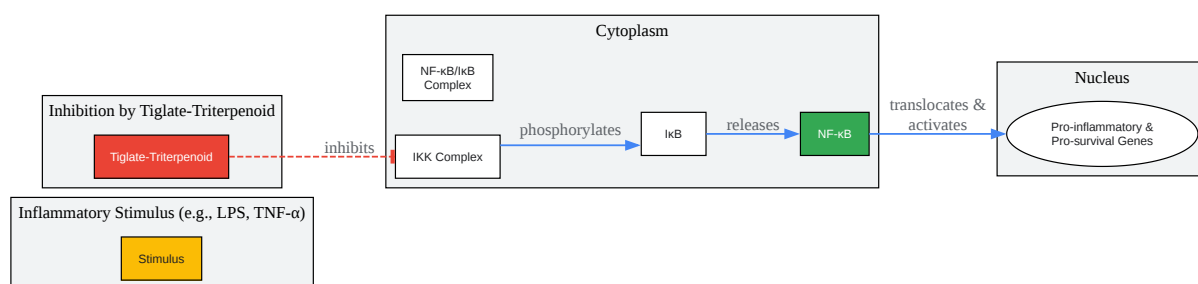 Cytoplasm
NF-κB/IκB
Complex
Nucleus
Inhibition by Tiglate-Triterpenoid
Tiglate-Triterpenoid
inhibits
IKK Complex
phosphorylates
IκB
releases
NF-κB
translocates &
activates
Pro-inflammatory &
Pro-survival Genes
Inflammatory Stimulus (e.g., LPS, TNF-α)
Stimulus